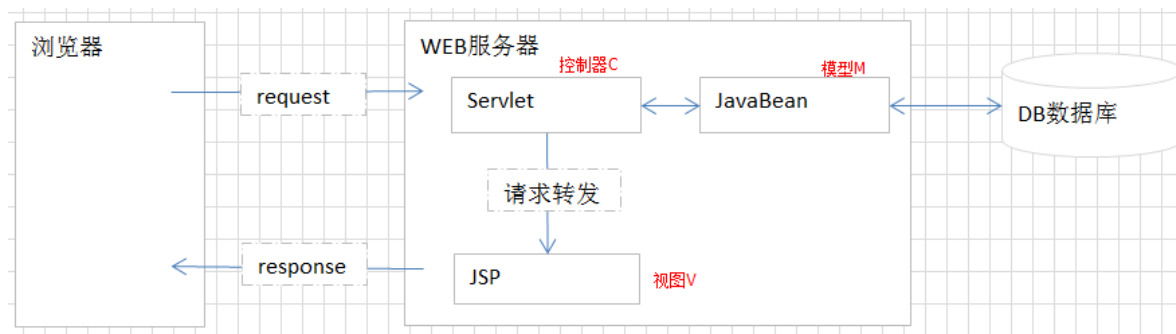 浏览器
WEB服务器
控制器C
模型M
request
Servlet
JavaBean
DB数据库
请求转发
response
JSP
视图V